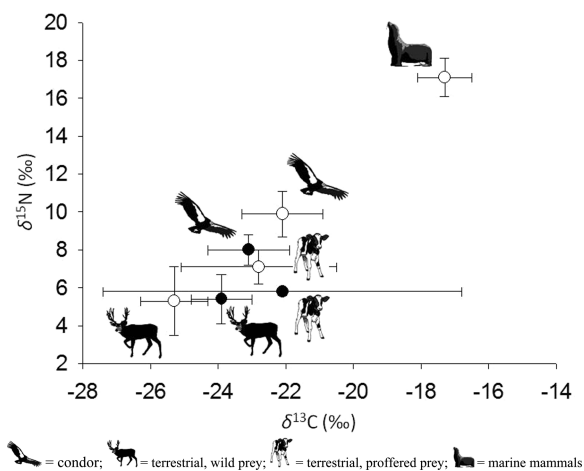 20
18
16
14
12
10
8
6
4
2
δ15N (‰)
-28 -26 -24 -22 -20 -18 -16 -14
δ13C (‰)
= condor; = terrestrial, wild prey; = terrestrial, proffered prey; = marine mammals